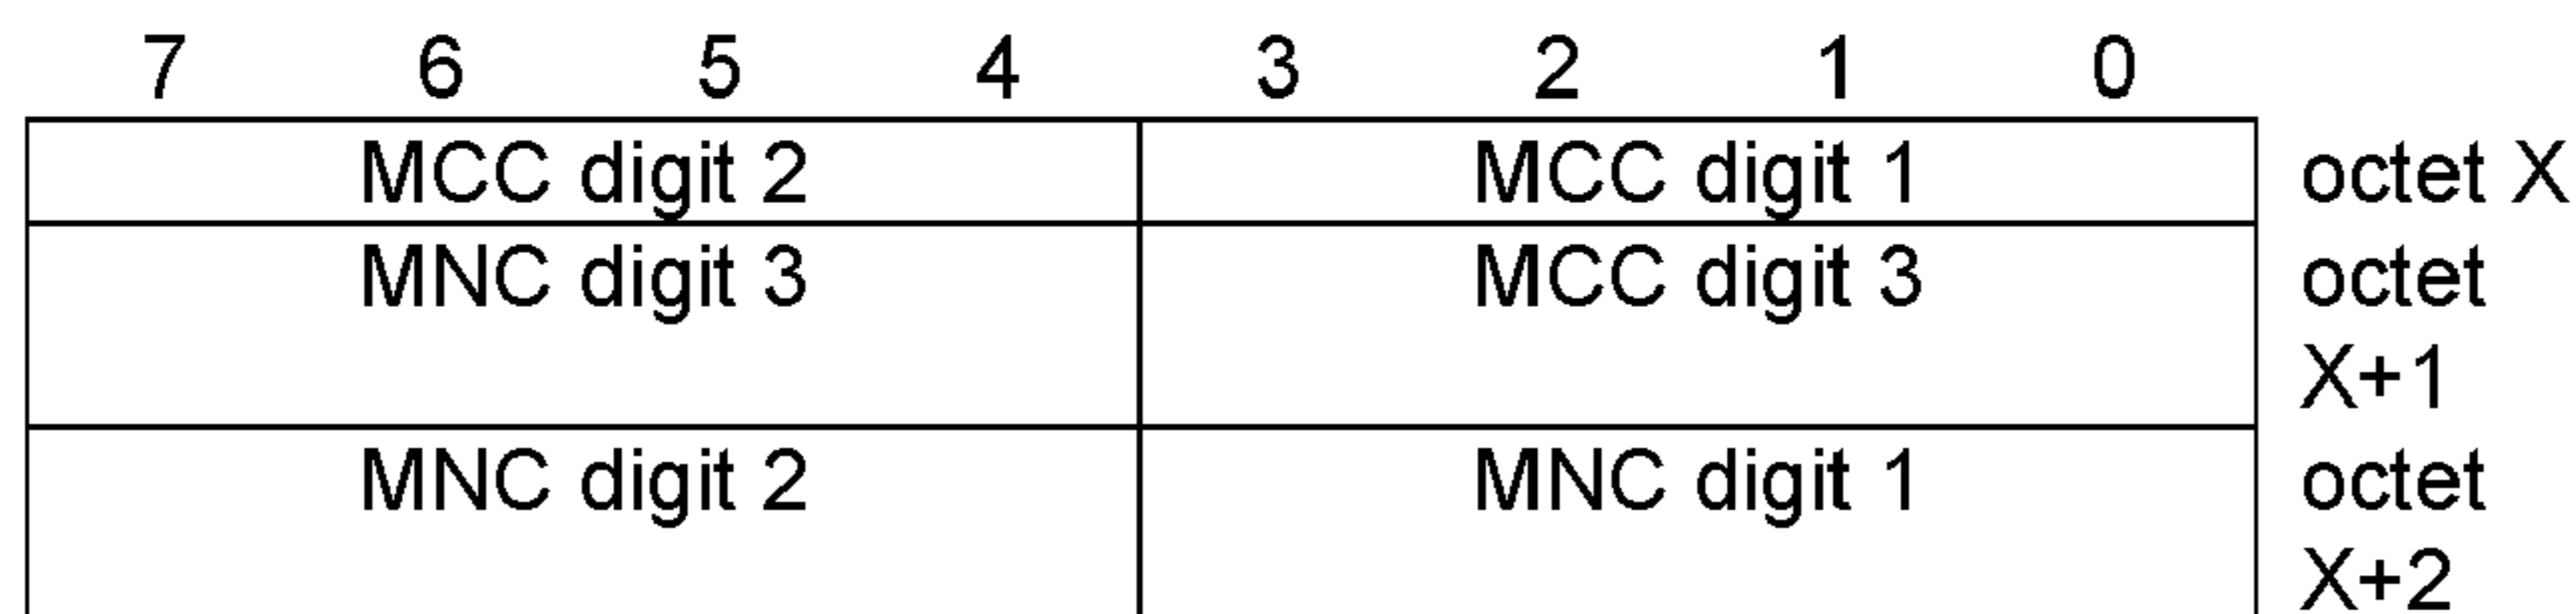 7 6 5 4 3 2 1 0
MCC digit 2 MCC digit 1 octet X
MNC digit 3 MCC digit 3 octet
X+1
MNC digit 2 MNC digit 1 octet
X+2